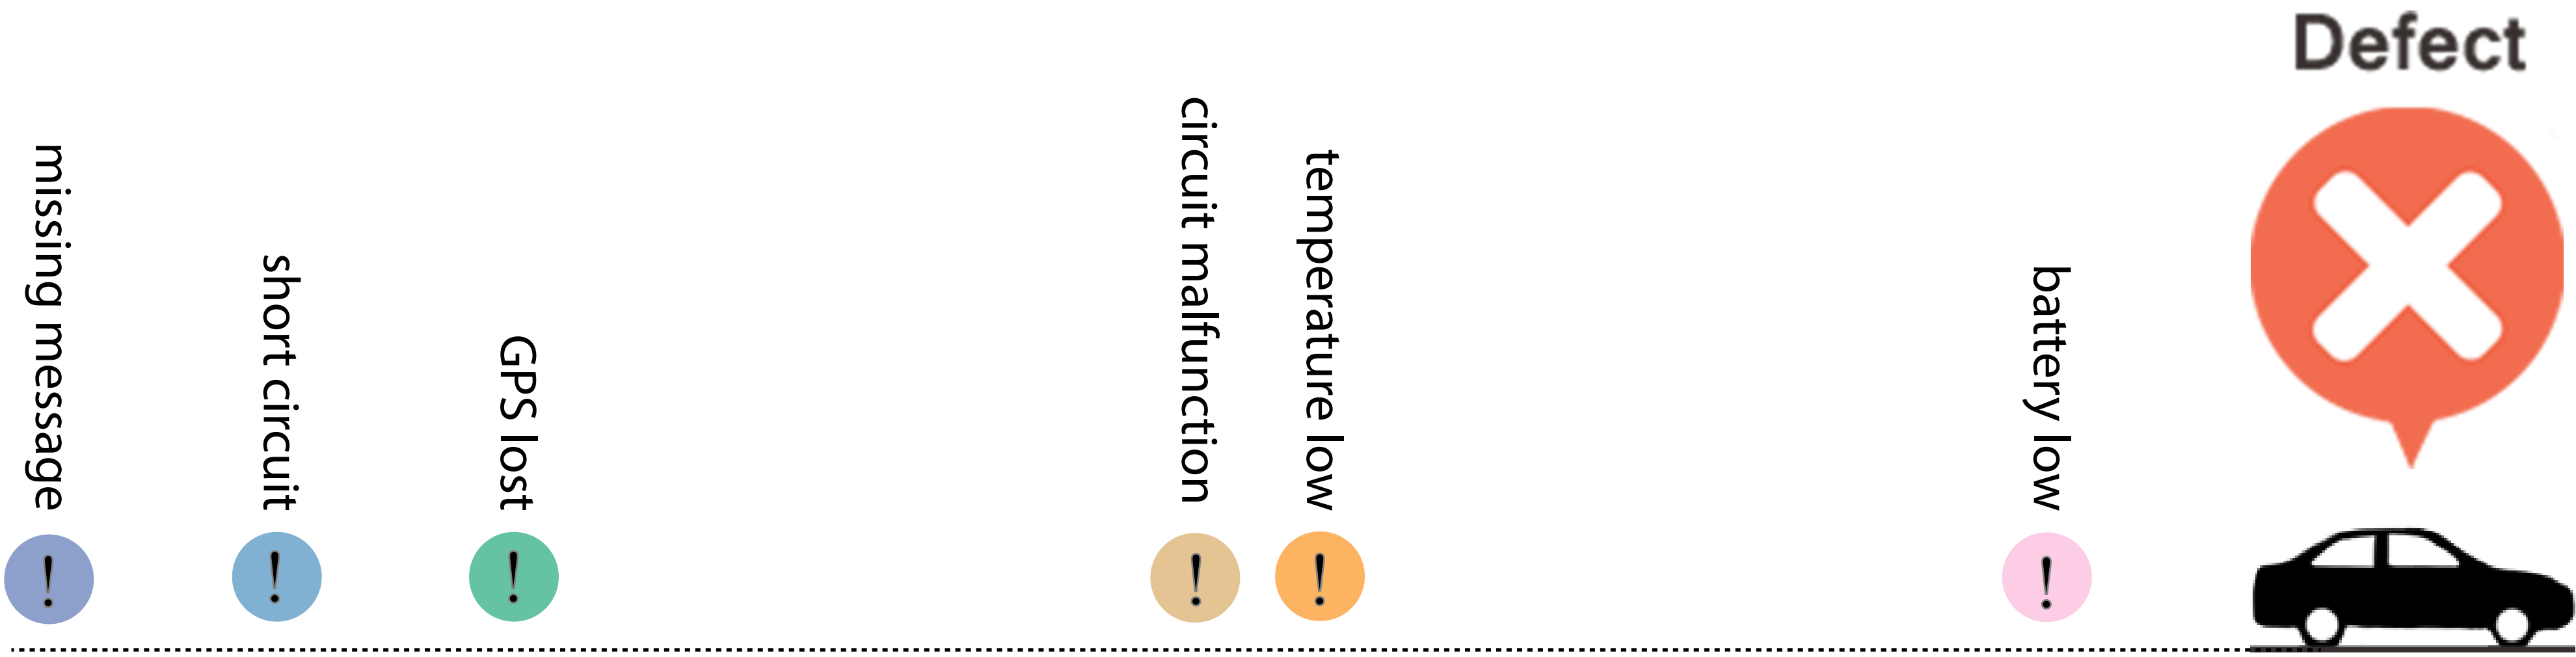 Defect
missing message
short circuit
GPS lost
circuit malfunction
temperature low
battery low
!
!
!
!
!
!